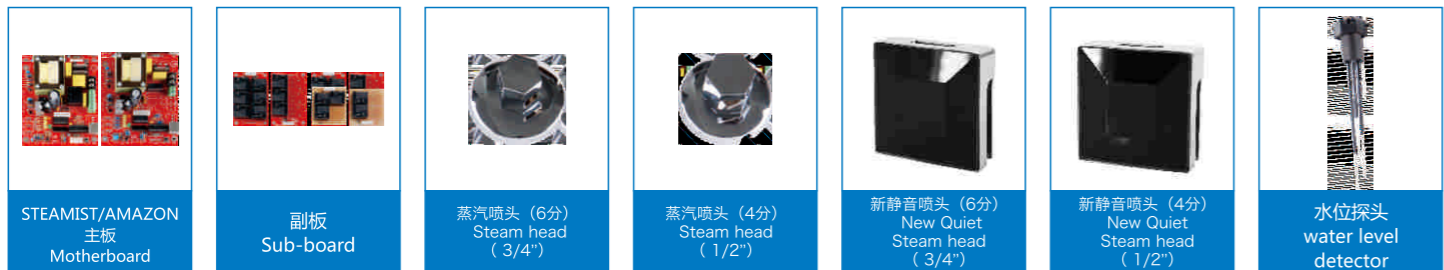 STEAMIST/AMAZON
主板
Motherboard
副板
Sub-board
蒸汽喷头（6分）
Steam head
（ 3/4”）
蒸汽喷头（4分）
Steam head
（ 1/2”）
新静音喷头（6分）
New Quiet
Steam head
（ 3/4”）
新静音喷头（4分）
New Quiet
Steam head
（ 1/2”）
水位探头
water level
detector